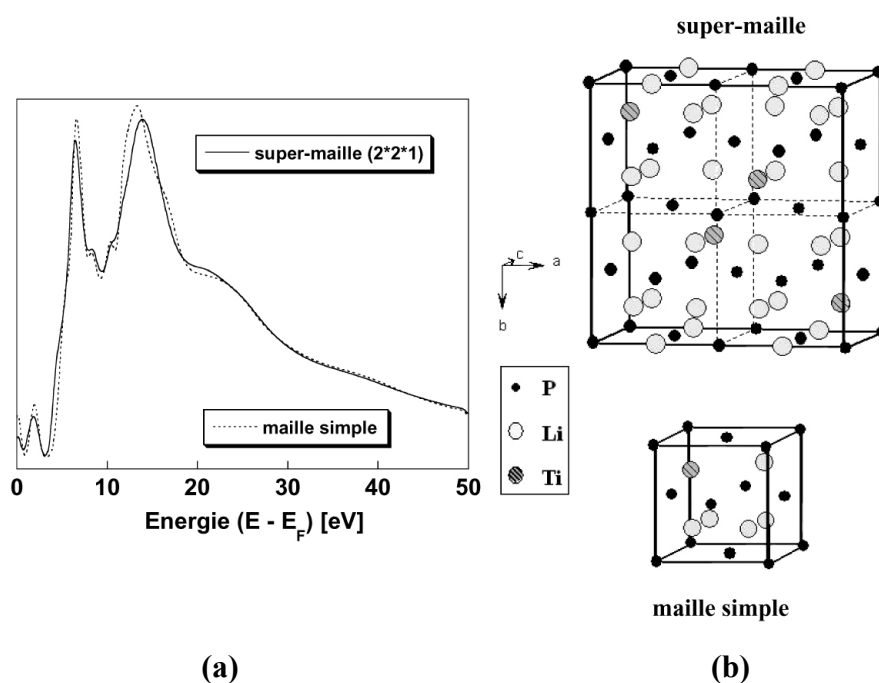 super-maille
super-maille (2*2*1)
maille simple
0 10 20 30 40 50
Energie (E - E_F) [eV]
c
a
b
P
Li
Ti
maille simple
(a) (b)